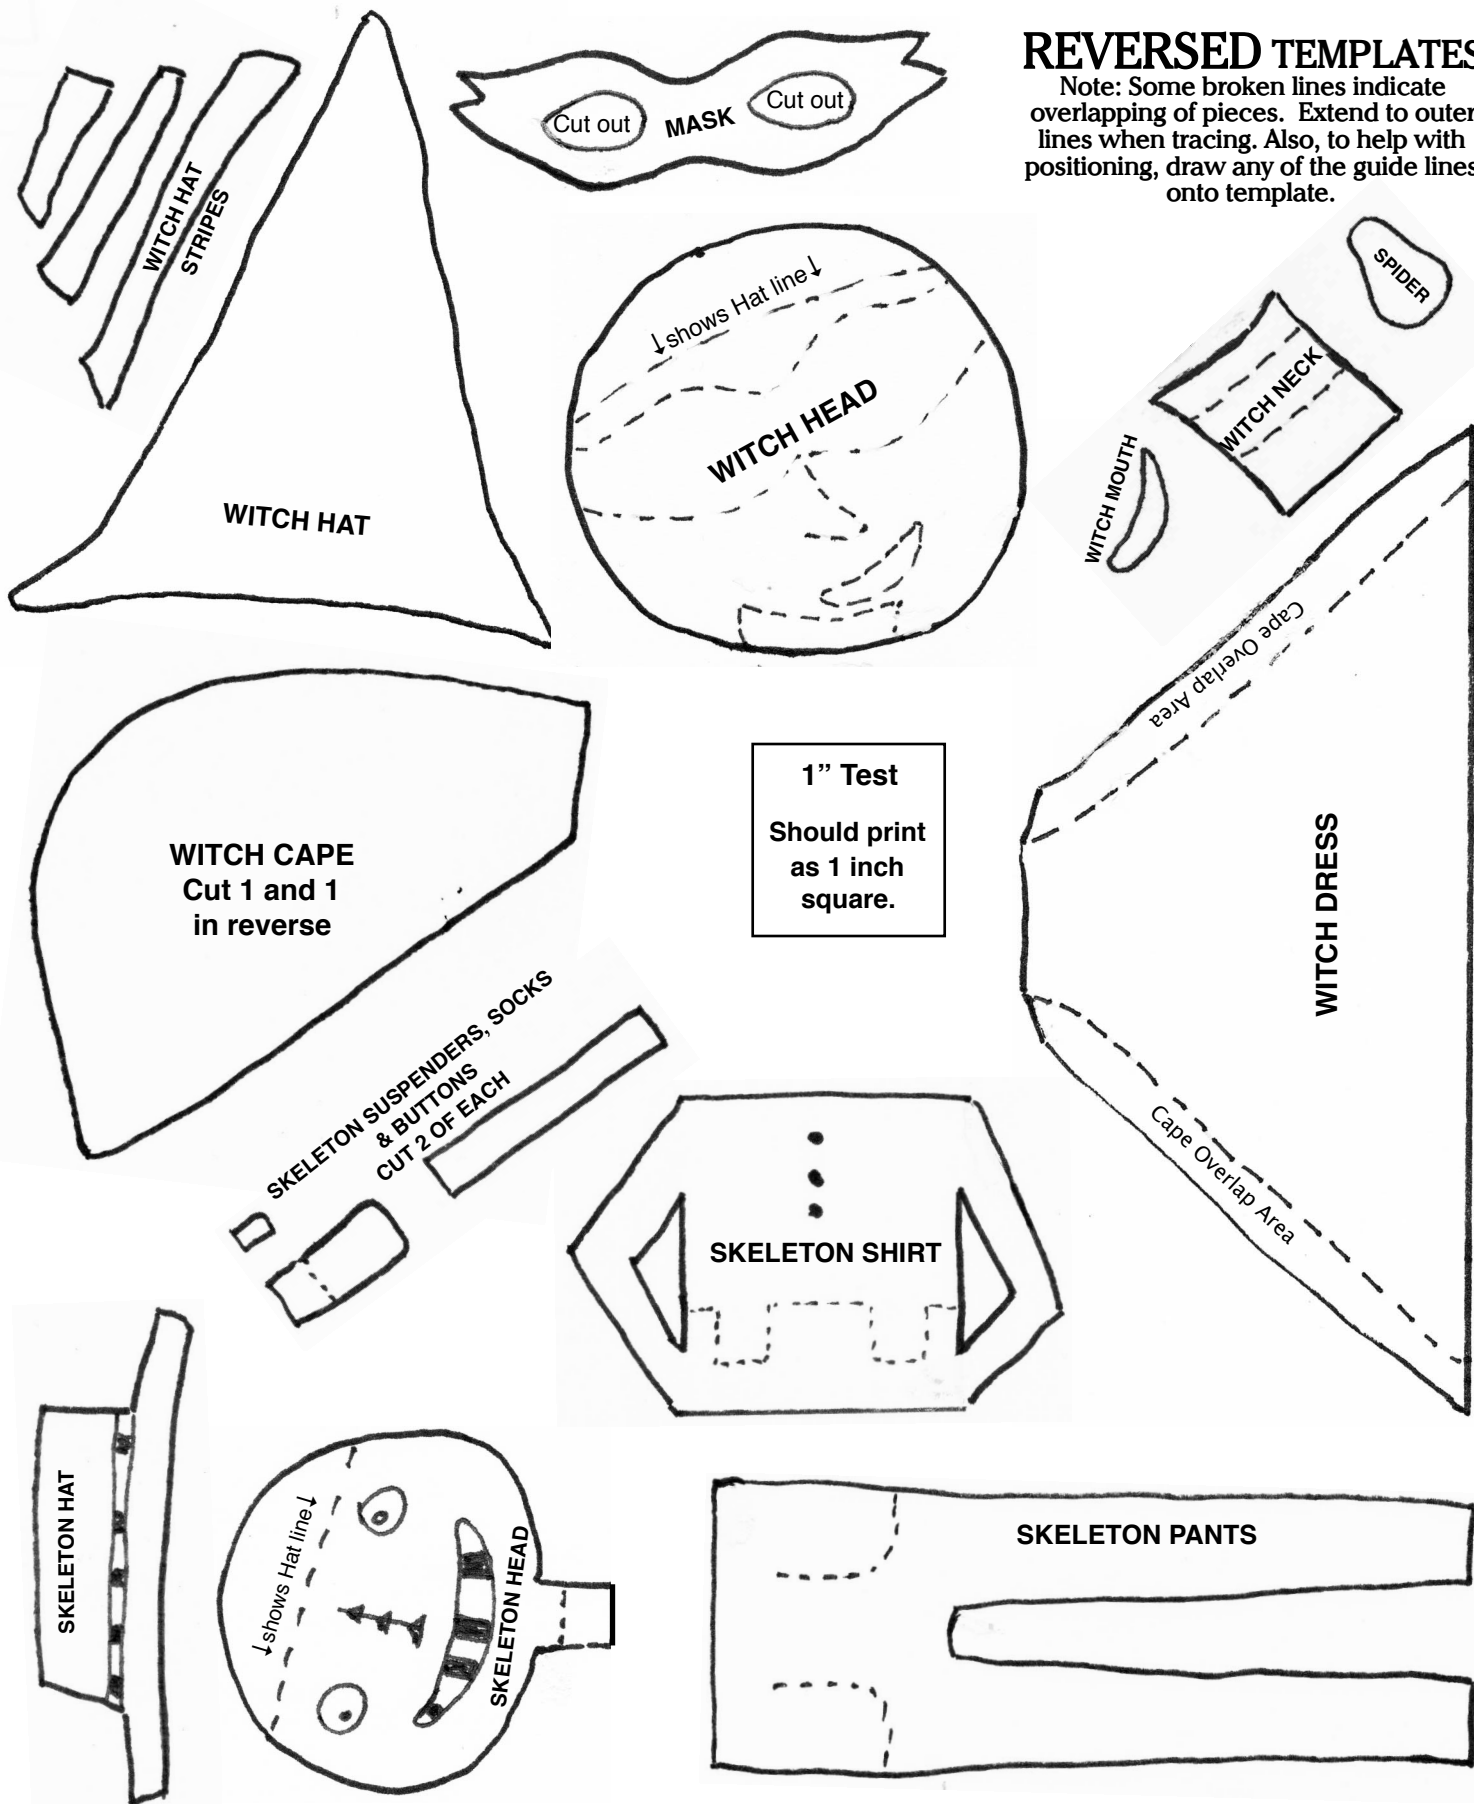 REVERSED TEMPLATES
Note: Some broken lines indicate
overlapping of pieces. Extend to outer
lines when tracing. Also, to help with
positioning, draw any of the guide lines
onto template.
WITCH HAT
STRIPES
WITCH HAT
Cut out
MASK
Cut out
↓shows Hat line↓
WITCH HEAD
SPIDER
WITCH NECK
WITCH MOUTH
Cape Overlap Area
WITCH DRESS
Cape Overlap Area
WITCH CAPE
Cut 1 and 1
in reverse
1” Test
Should print
as 1 inch
square.
SKELETON SUSPENDERS, SOCKS
& BUTTONS
CUT 2 OF EACH
SKELETON SHIRT
SKELETON HAT
↓shows Hat line↓
SKELETON HEAD
SKELETON PANTS